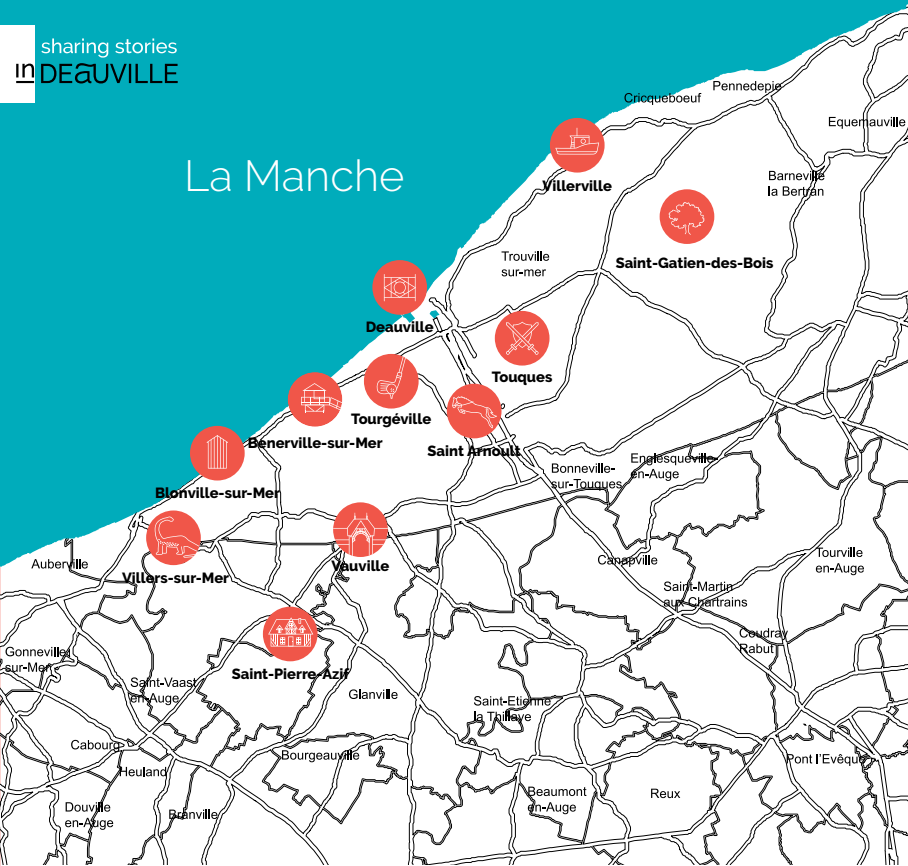 sharing stories
in DEaUVILLE
La Manche
Pennedepie
Cricqueboeuf
Equemauville
Villerville
Barneville
la Bertran
Trouville
sur-mer
Saint-Gatien-des-Bois
Deauville
Touques
Tourgéville
Benerville-sur-Mer
Saint Arnoult
Blonville-sur-Mer
Bonneville-
sur-Touques
Englesqueville-
en-Auge
Auberville
Villers-sur-Mer
Vauville
Canapville
Tourville
en-Auge
Saint-Martin
aux Chartrains
Coudray
Rabut
Gonneville
sur-Mer
Saint-Pierre-Azif
Saint-Vaast
en-Auge
Glanville
Saint-Etienne
la Thillaye
Cabourg
Heuland
Bourgeauville
Pont l'Evêque
Douville
en-Auge
Branville
Beaumont
en-Auge
Reux